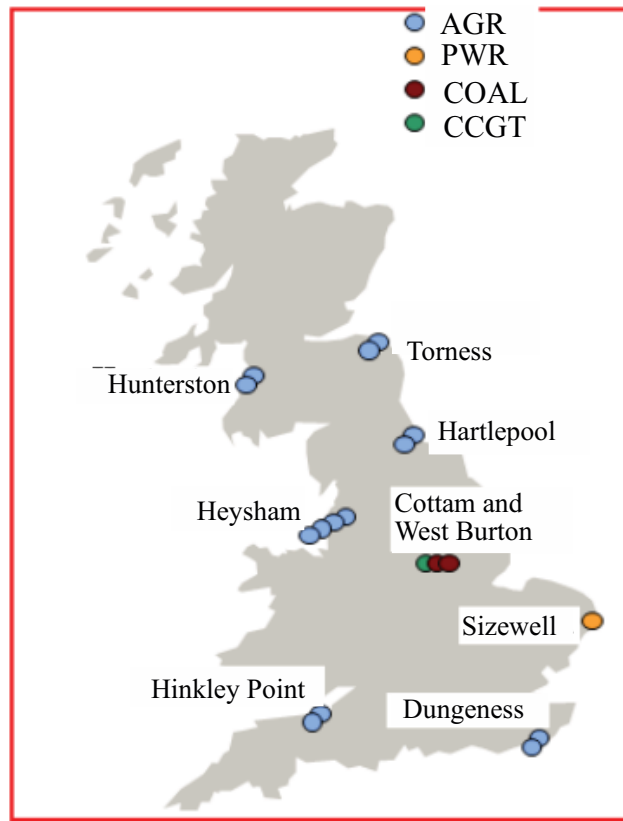 AGR
PWR
COAL
CCGT
Torness
Hunterston
Hartlepool
Heysham
Cottam and
West Burton
Sizewell
Hinkley Point
Dungeness